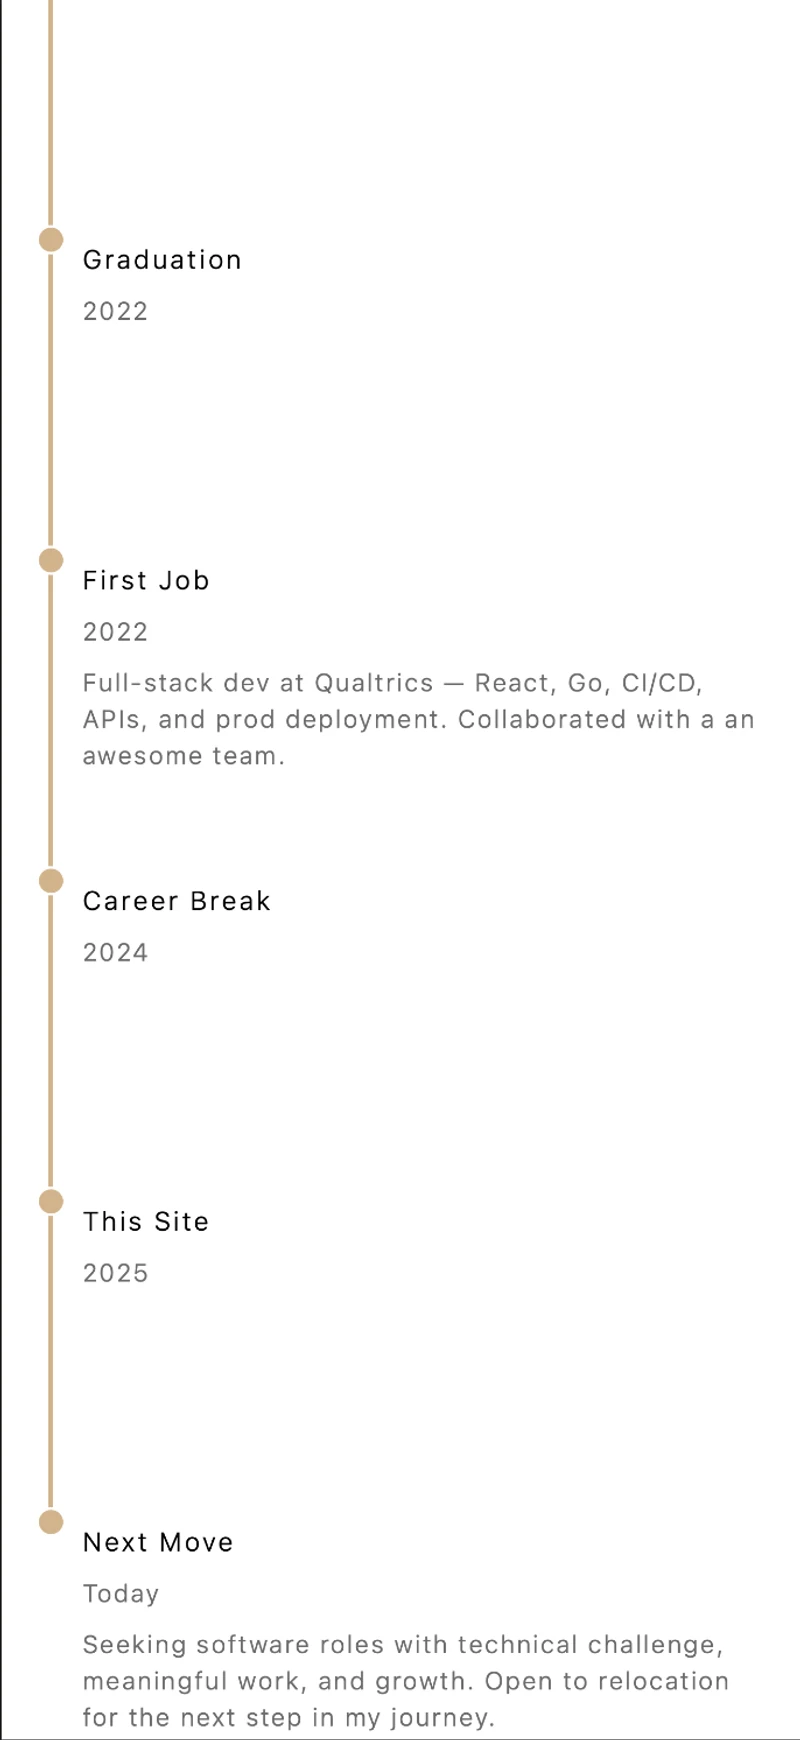 Graduation
2022
First Job
2022
Full-stack dev at Qualtrics — React, Go, CI/CD,
APIs, and prod deployment. Collaborated with a an
awesome team.
Career Break
2024
This Site
2025
Next Move
Today
Seeking software roles with technical challenge,
meaningful work, and growth. Open to relocation
for the next step in my journey.